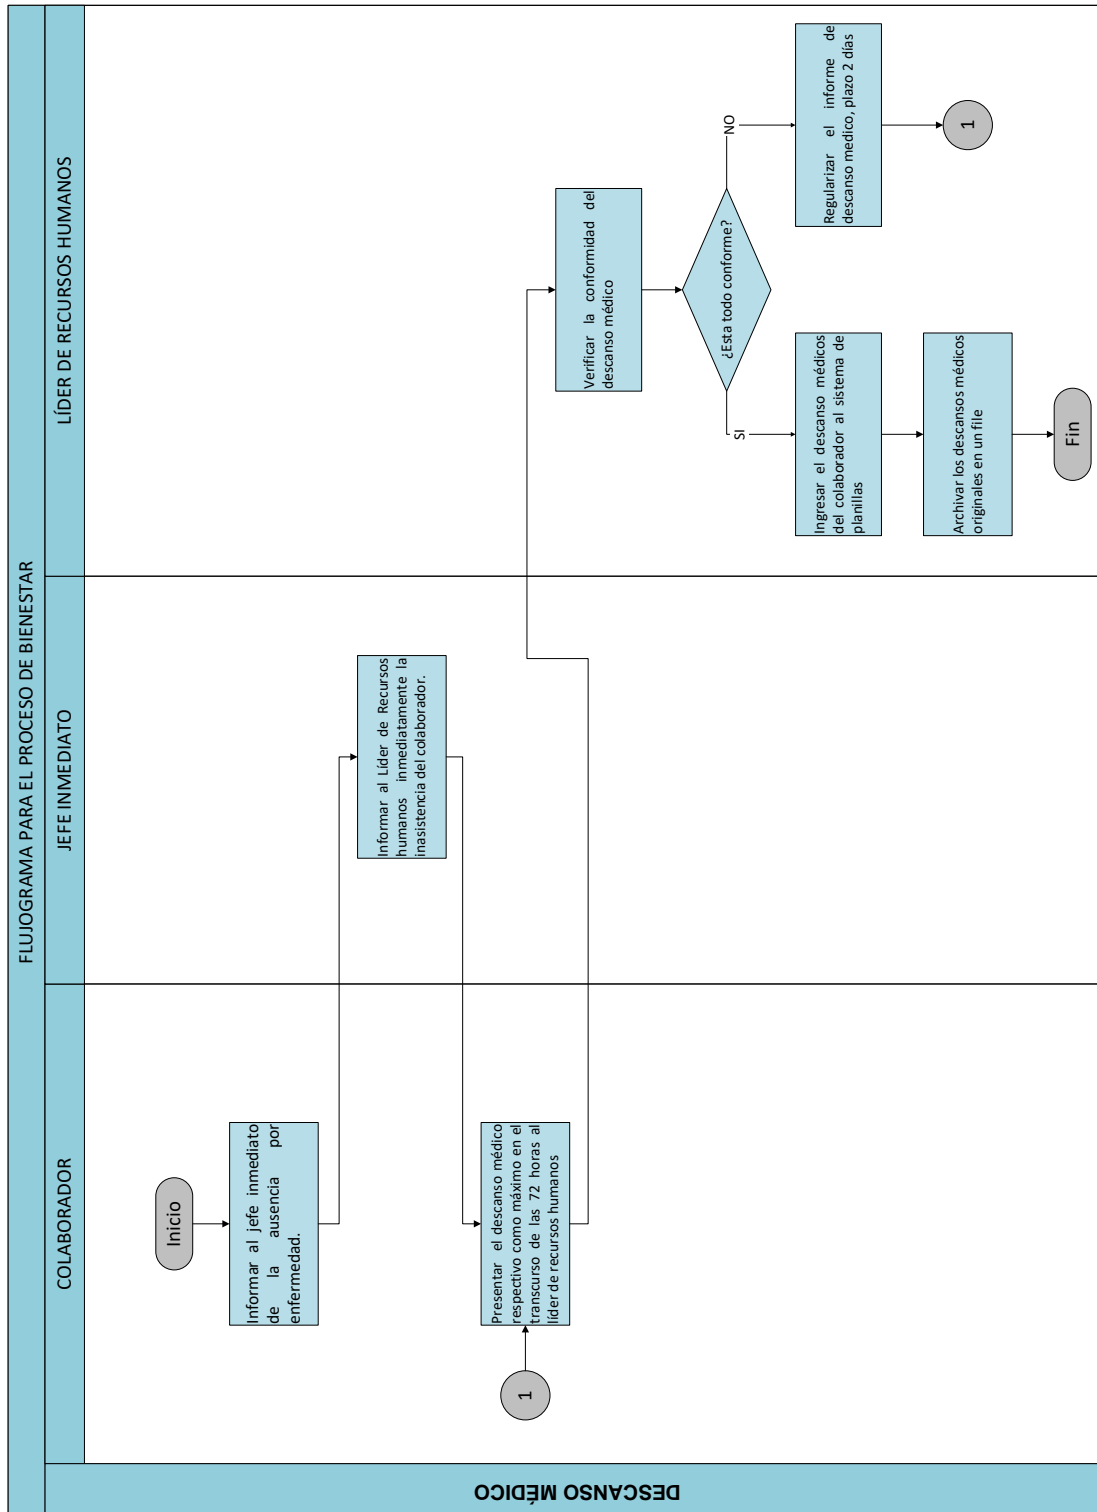 FLUJOGRAMA PARA EL PROCESO DE BIENESTAR
COLABORADOR
JEFE INMEDIATO
LÍDER DE RECURSOS HUMANOS
DESCANSO MÉDICO
Inicio
Informar al jefe inmediato
de la ausencia por
enfermedad.
Informar al Líder de Recursos
humanos inmediatamente la
inasistencia del colaborador.
1
Presentar el descanso médico
respectivo como máximo en el
transcurso de las 72 horas al
líder de recursos humanos
Verificar la conformidad del
descanso médico
¿Esta todo conforme?
SI
NO
Ingresar el descanso médicos
del colaborador al sistema de
planillas
Regularizar el informe de
descanso medico, plazo 2 días
Archivar los descansos médicos
originales en un file
1
Fin